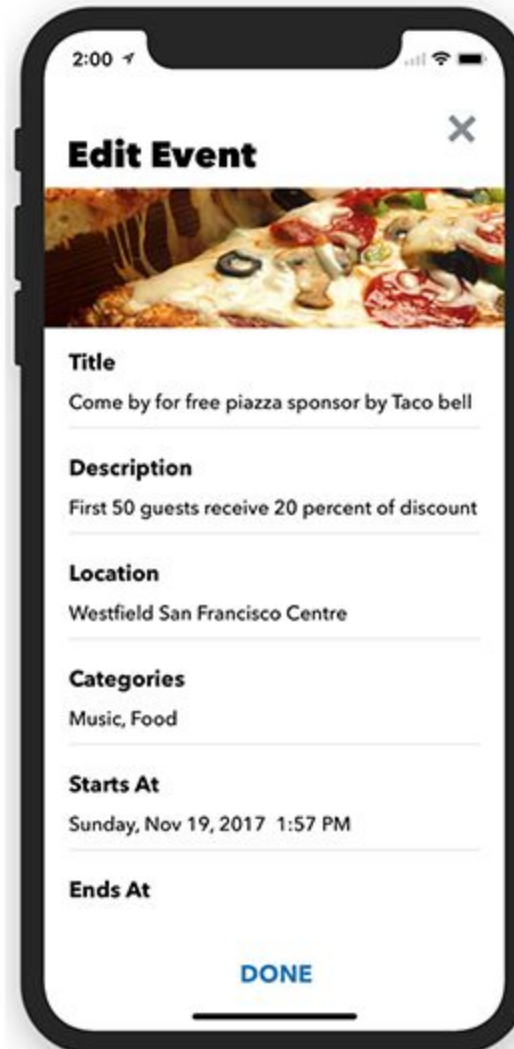 2:00
Edit Event
Title
Come by for free piazza sponsor by Taco bell
Description
First 50 guests receive 20 percent of discount
Location
Westfield San Francisco Centre
Categories
Music, Food
Starts At
Sunday, Nov 19, 2017 1:57 PM
Ends At
DONE